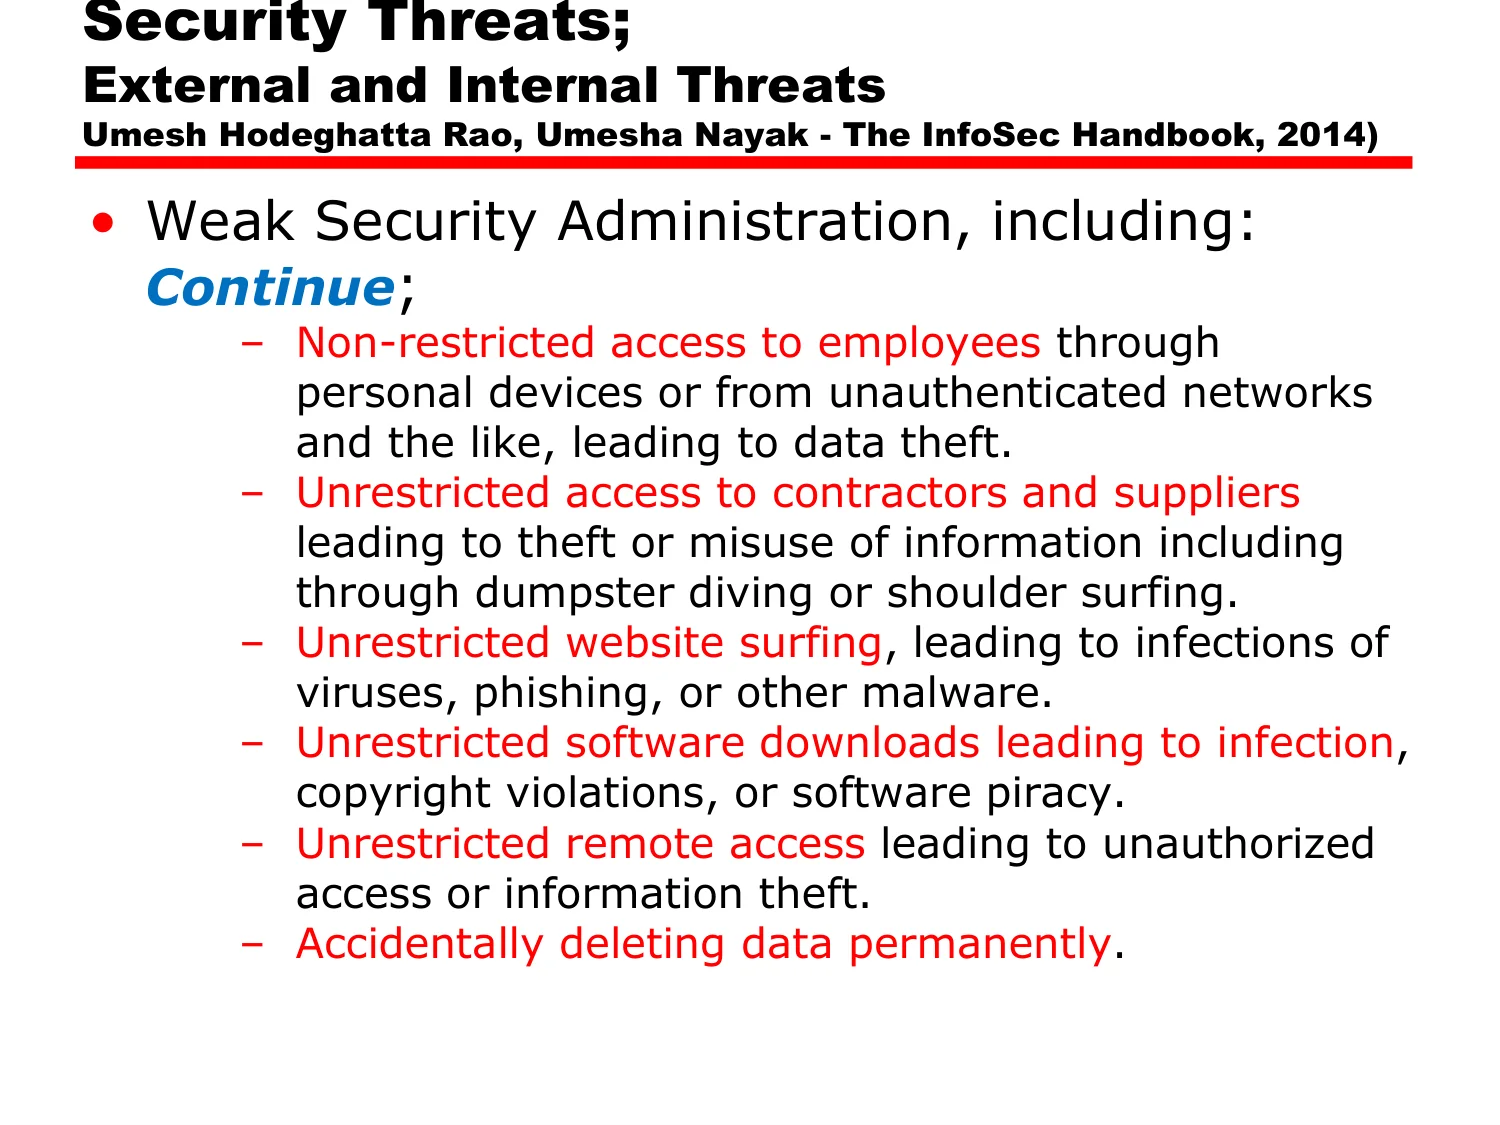 Security Threats;
External and Internal Threats
Umesh Hodeghatta Rao, Umesha Nayak - The InfoSec Handbook, 2014)
• Weak Security Administration, including:
Continue;
– Non-restricted access to employees through
personal devices or from unauthenticated networks
and the like, leading to data theft.
– Unrestricted access to contractors and suppliers
leading to theft or misuse of information including
through dumpster diving or shoulder surfing.
– Unrestricted website surfing, leading to infections of
viruses, phishing, or other malware.
– Unrestricted software downloads leading to infection,
copyright violations, or software piracy.
– Unrestricted remote access leading to unauthorized
access or information theft.
– Accidentally deleting data permanently.